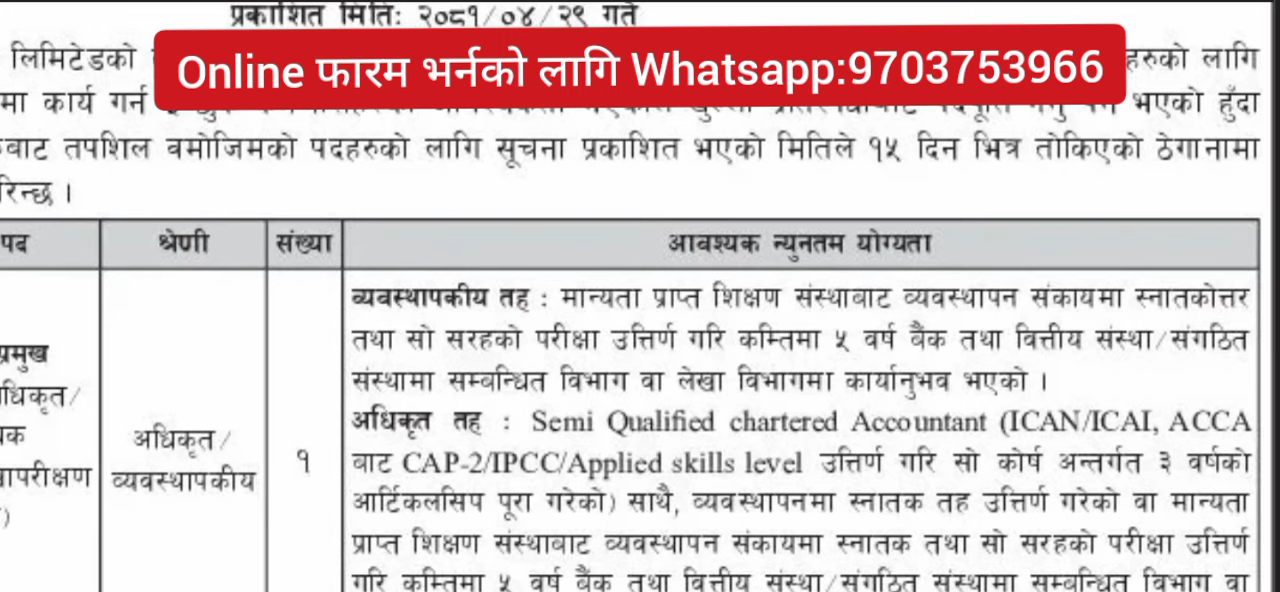 प्रकाशित मितिः २०८१/०४/२९ गते
Online फारम भर्नको लागि Whatsapp:9703753966
लिमिटेडको
हरुको लागि
मा कार्य गर्न
भएको हुँदा
बाट तपशिल बमोजिमको पदहरुको लागि सूचना प्रकाशित भएको मितिले १५ दिन भित्र तोकिएको ठेगानामा
रिन्छ ।
पद श्रेणी संख्या आवश्यक न्युनतम योग्यता
प्रमुख
धिकृत/
क
ापरीक्षण
)
अधिकृत/
व्यवस्थापकीय
१
व्यवस्थापकीय तह : मान्यता प्राप्त शिक्षण संस्थाबाट व्यवस्थापन संकायमा स्नातकोत्तर
तथा सो सरहको परीक्षा उत्तिर्ण गरि कम्तिमा ५ वर्ष बैंक तथा वित्तीय संस्था/संगठित
संस्थामा सम्बन्धित विभाग वा लेखा विभागमा कार्यानुभव भएको ।
अधिकृत तह : Semi Qualified chartered Accountant (ICAN/ICAI, ACCA
बाट CAP-2/IPCC/Applied skills level उत्तिर्ण गरि सो कोर्ष अन्तर्गत ३ वर्षको
आर्टिकलसिप पूरा गरेको) साथै, व्यवस्थापनमा स्नातक तह उत्तिर्ण गरेको वा मान्यता
प्राप्त शिक्षण संस्थाबाट व्यवस्थापन संकायमा स्नातक तथा सो सरहको परीक्षा उत्तिर्ण
गरि कम्तिमा ५ वर्ष बैंक तथा वित्तीय संस्था/संगठित संस्थामा सम्बन्धित विभाग वा